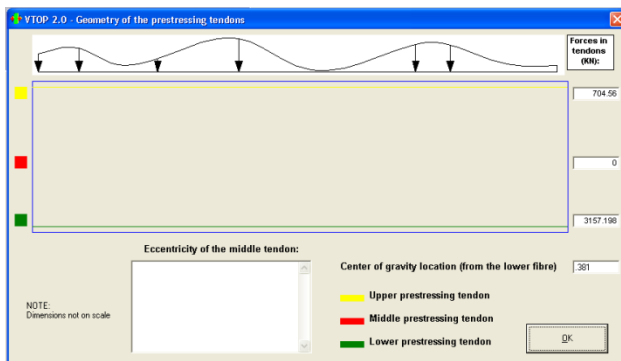 VTOP 2.0 - Geometry of the prestressing tendons
Forces in
tendons
(KN):
704.56
0
3157.198
Eccentricity of the middle tendon:
Center of gravity location (from the lower fibre)
.381
NOTE:
Dimensions not on scale
Upper prestressing tendon
Middle prestressing tendon
Lower prestressing tendon
OK